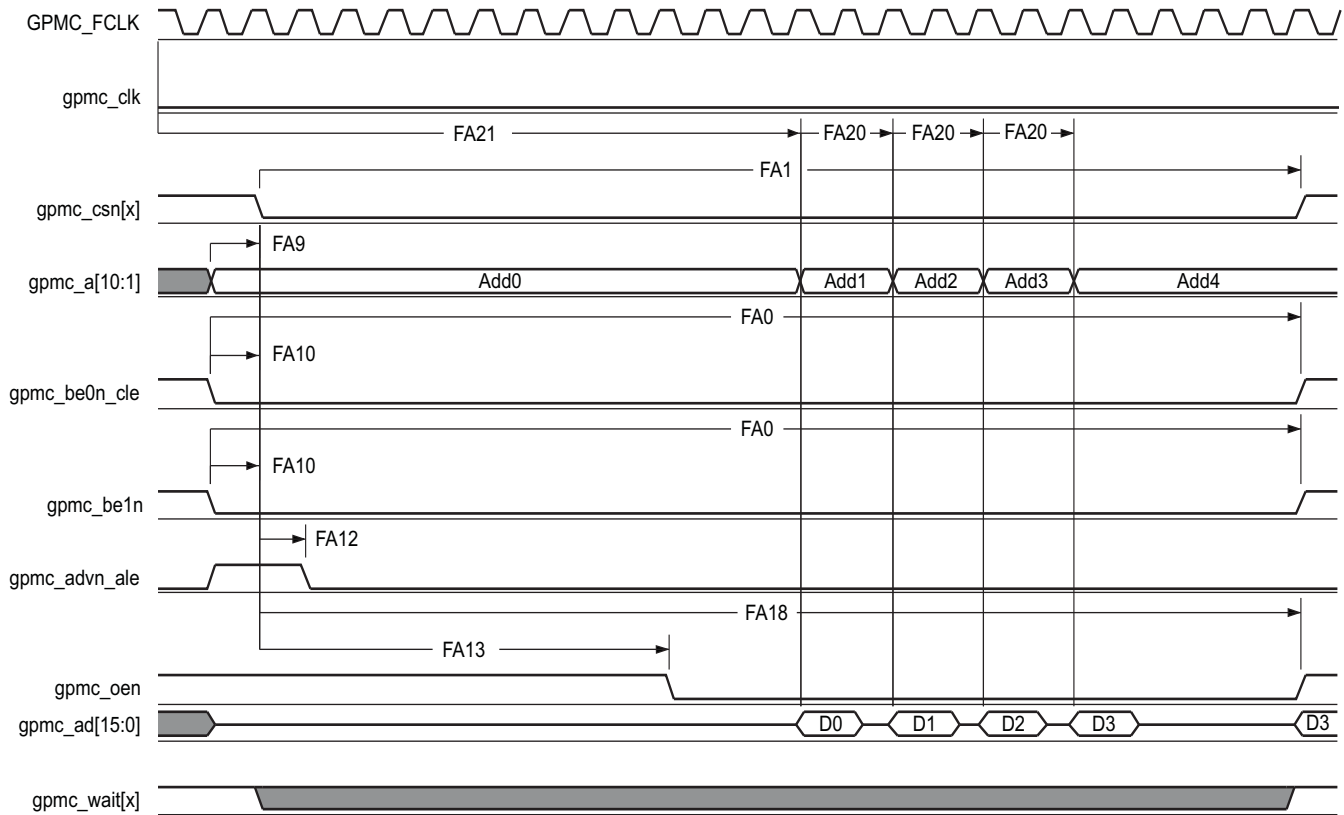 GPMC_FCLK
gpmc_clk
FA21 FA20 FA20 FA20
FA1
gpmc_csn[x]
FA9
gpmc_a[10:1] Add0 Add1 Add2 Add3 Add4
FA0
FA10
gpmc_be0n_cle
FA0
FA10
gpmc_be1n
FA12
gpmc_advn_ale
FA18
FA13
gpmc_oen
gpmc_ad[15:0] D0 D1 D2 D3 D3
gpmc_wait[x]